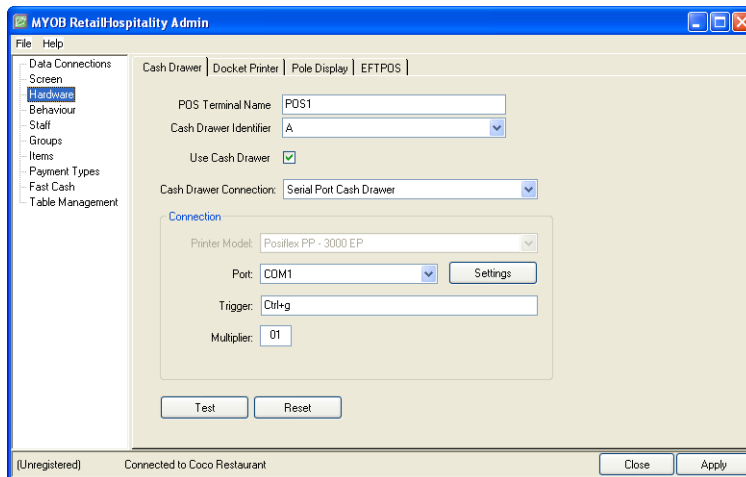 MYOB RetailHospitality Admin
File Help
Data Connections
Screen
Hardware
Behaviour
Staff
Groups
Items
Payment Types
Fast Cash
Table Management
Cash Drawer Docket Printer Pole Display EFTPOS
POS Terminal Name POS1
Cash Drawer Identifier A
Use Cash Drawer
Cash Drawer Connection: Serial Port Cash Drawer
Connection
Printer Model: Posiflex PP - 3000 EP
Port: COM1 Settings
Trigger: Ctrl+g
Multiplier: 01
Test Reset
(Unregistered) Connected to Coco Restaurant Close Apply